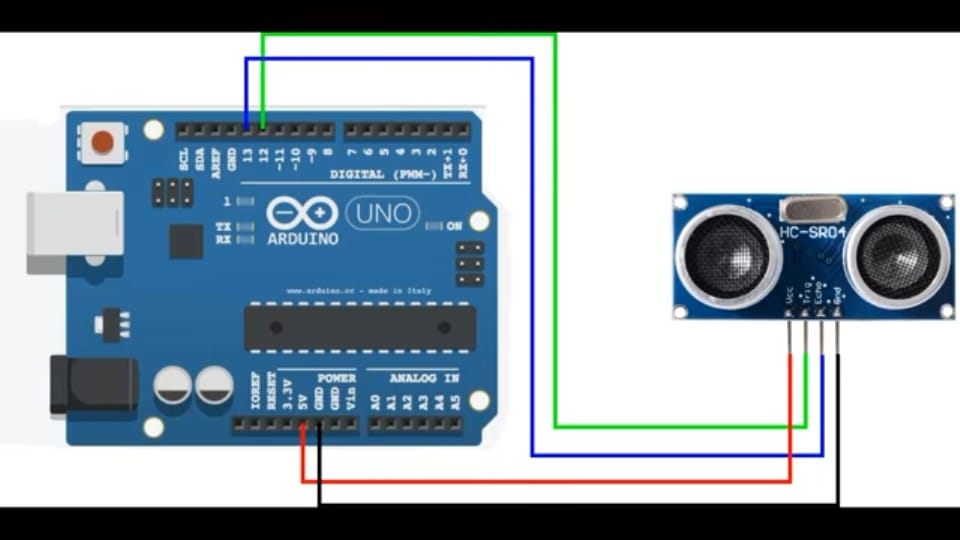 SCL
SDA
AREF
GND
13
12
~11
~10
~9
8
7
6
5
4
3
2
TX→1
RX←0
DIGITAL (PWM~)
1
TX
RX
UNO
ARDUINO
ON
www.arduino.cc - made in Italy
POWER
ANALOG IN
IOREF
RESET
3.3V
5V
GND
GND
Vin
A0
A1
A2
A3
A4
A5
HC-SR04
Vcc
Trig
Echo
Gnd